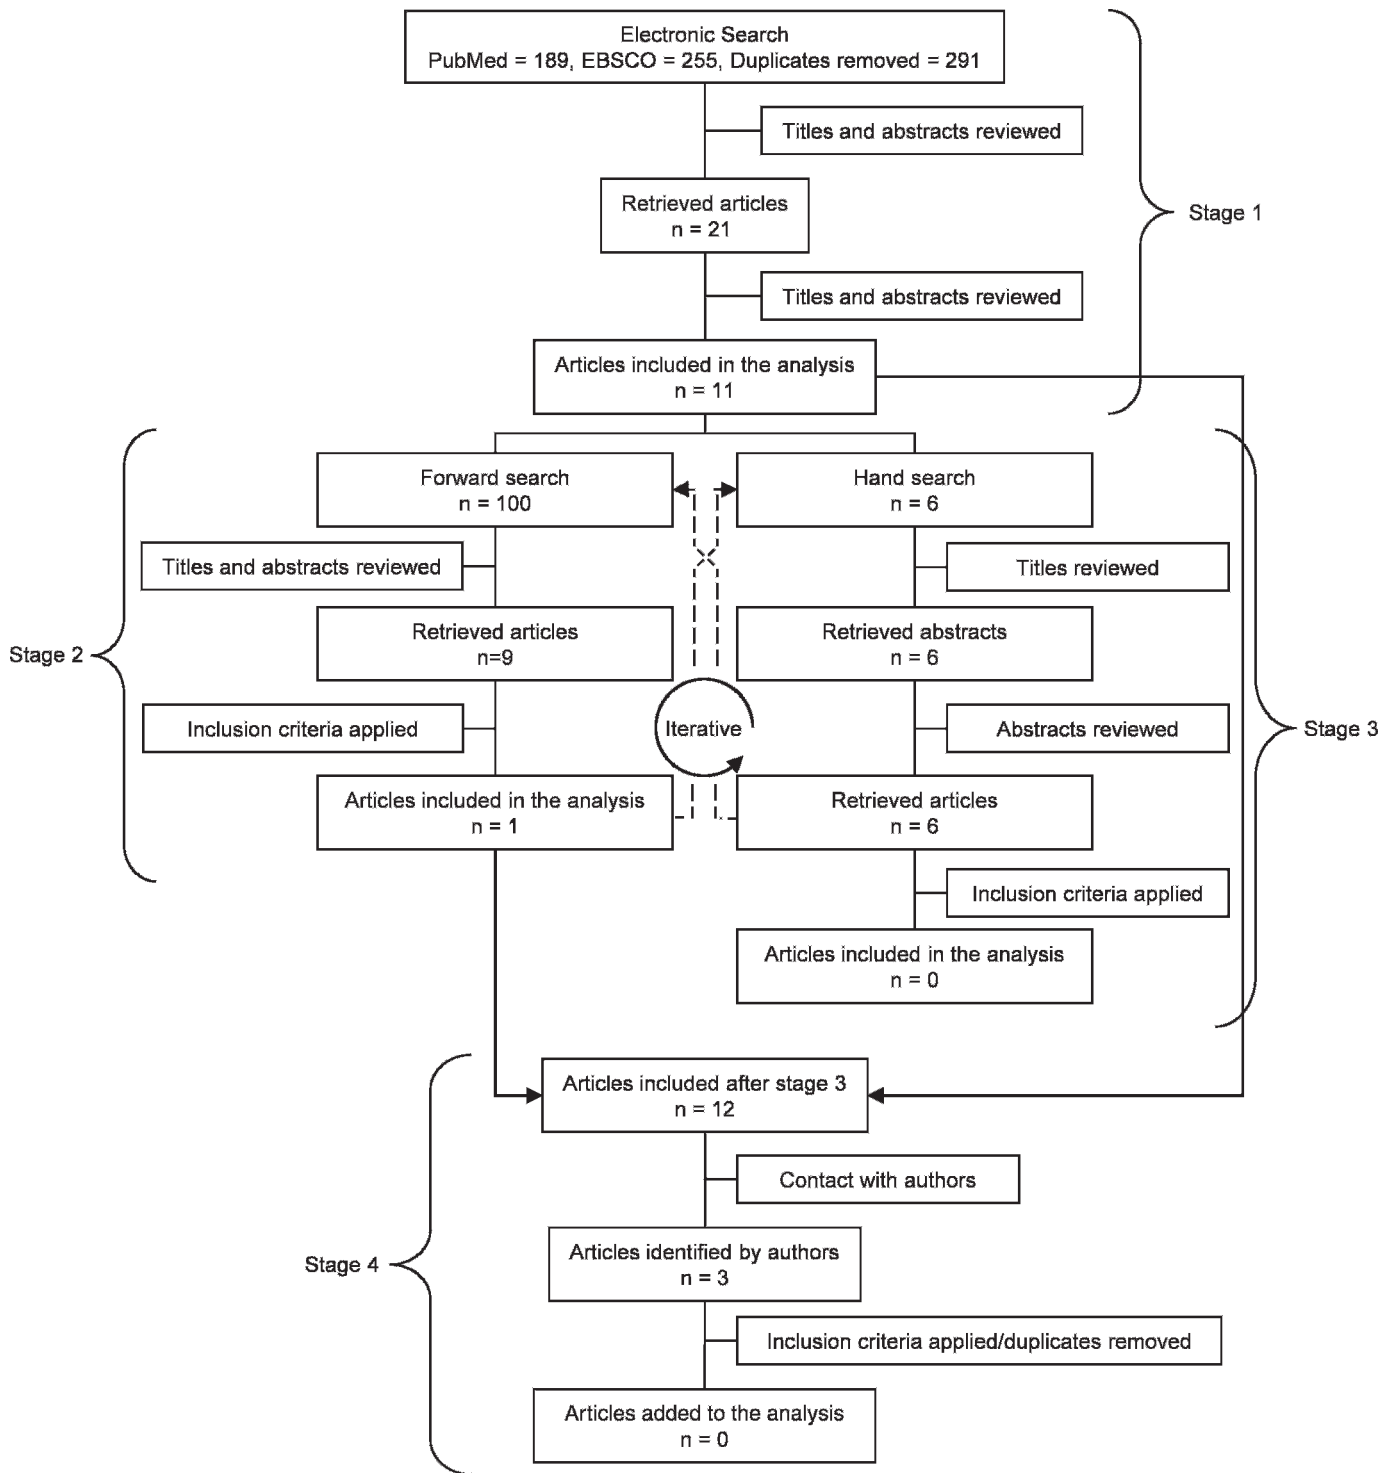 Electronic Search
PubMed = 189, EBSCO = 255, Duplicates removed = 291
Titles and abstracts reviewed
Retrieved articles
n = 21
Stage 1
Titles and abstracts reviewed
Articles included in the analysis
n = 11
Forward search
n = 100
Hand search
n = 6
Titles and abstracts reviewed
Titles reviewed
Retrieved articles
n=9
Retrieved abstracts
n = 6
Stage 2
Inclusion criteria applied
Iterative
Abstracts reviewed
Stage 3
Articles included in the analysis
n = 1
Retrieved articles
n = 6
Inclusion criteria applied
Articles included in the analysis
n = 0
Articles included after stage 3
n = 12
Contact with authors
Articles identified by authors
n = 3
Stage 4
Inclusion criteria applied/duplicates removed
Articles added to the analysis
n = 0